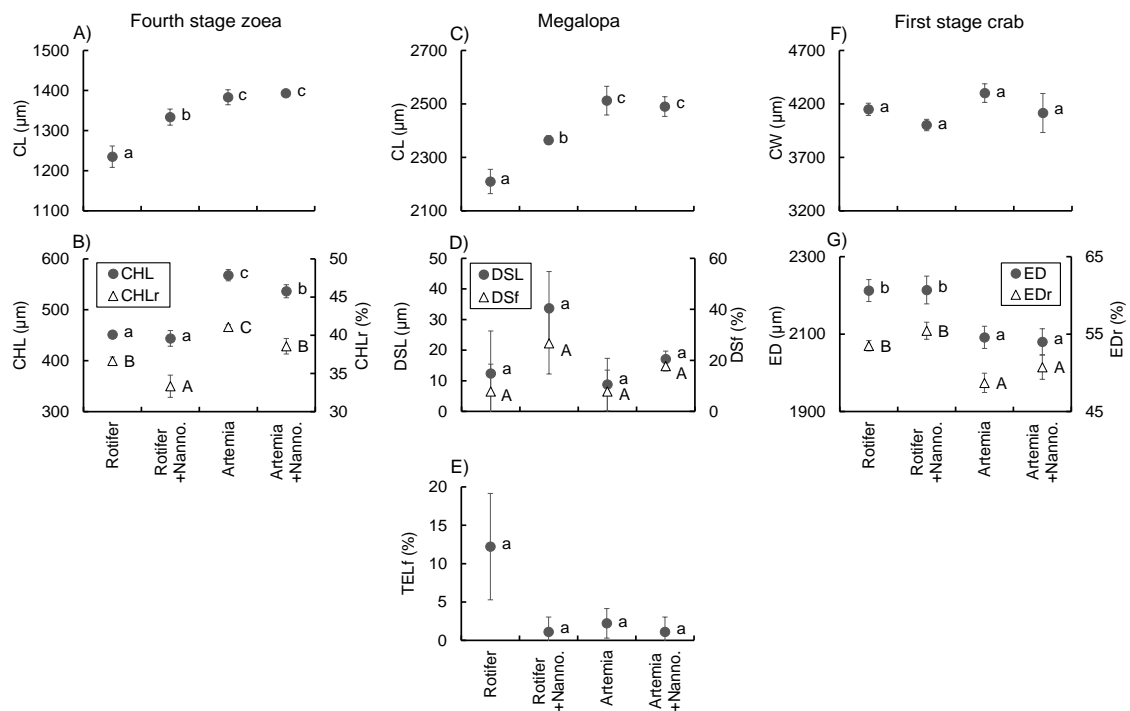 Fourth stage zoea
Megalopa
First stage crab
A)
1500
1400
1300
1200
1100
CL (µm)
a
b
c
c
C)
2700
2500
2300
2100
CL (µm)
a
b
c
c
F)
4700
4200
3700
3200
CW (µm)
a
a
a
a
B)
600
500
400
300
CHL (µm)
CHL
CHLr
a
a
c
b
B
A
C
B
50
45
40
35
30
CHLr (%)
Rotifer
Rotifer
+Nanno.
Artemia
Artemia
+Nanno.
D)
50
40
30
20
10
0
DSL (µm)
DSL
DSf
a
a
a
a
A
A
A
A
60
40
20
0
DSf (%)
G)
2300
2100
1900
ED (µm)
ED
EDr
b
b
a
a
B
B
A
A
65
55
45
EDr (%)
Rotifer
Rotifer
+Nanno.
Artemia
Artemia
+Nanno.
E)
20
15
10
5
0
TELf (%)
a
a
a
a
Rotifer
Rotifer
+Nanno.
Artemia
Artemia
+Nanno.